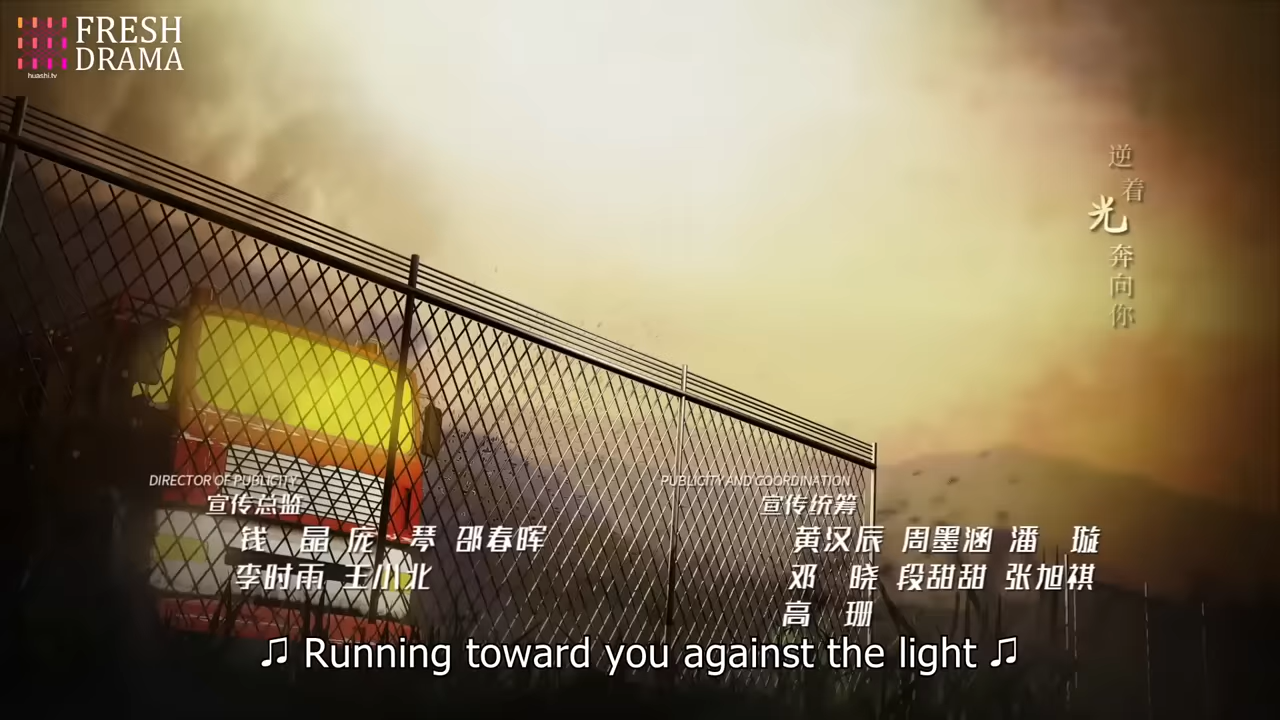 FRESH
DRAMA
huashi.tv
逆着光奔向你
DIRECTOR OF PUBLICITY
宣传总监
钱　晶 庞　琴 邵春晖
李时雨 王小北
PUBLICITY AND COORDINATION
宣传统筹
黄汉辰 周墨涵 潘　璇
邓　晓 段甜甜 张旭祺
高　珊
♫ Running toward you against the light ♫